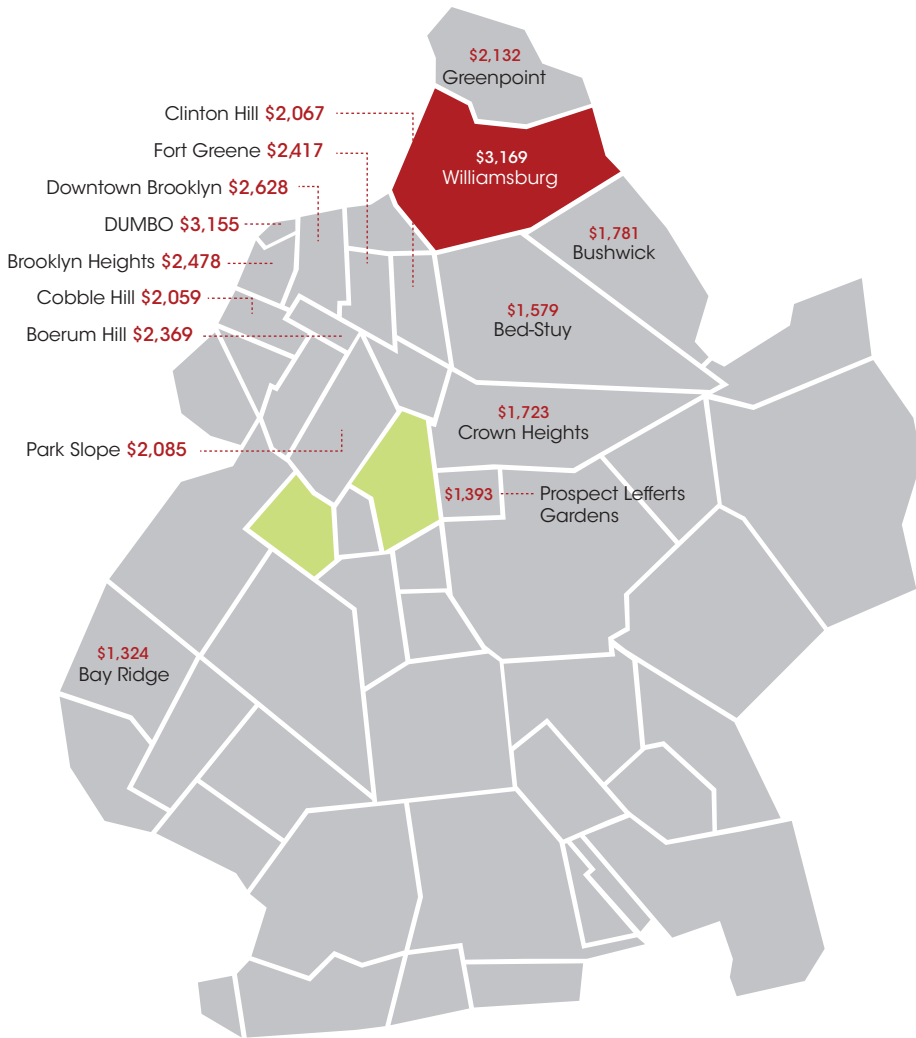 $2,132
Greenpoint
Clinton Hill $2,067
Fort Greene $2,417
$3,169
Williamsburg
Downtown Brooklyn $2,628
DUMBO $3,155
$1,781
Bushwick
Brooklyn Heights $2,478
Cobble Hill $2,059
$1,579
Bed-Stuy
Boerum Hill $2,369
$1,723
Crown Heights
Park Slope $2,085
$1,393 Prospect Lefferts
Gardens
$1,324
Bay Ridge